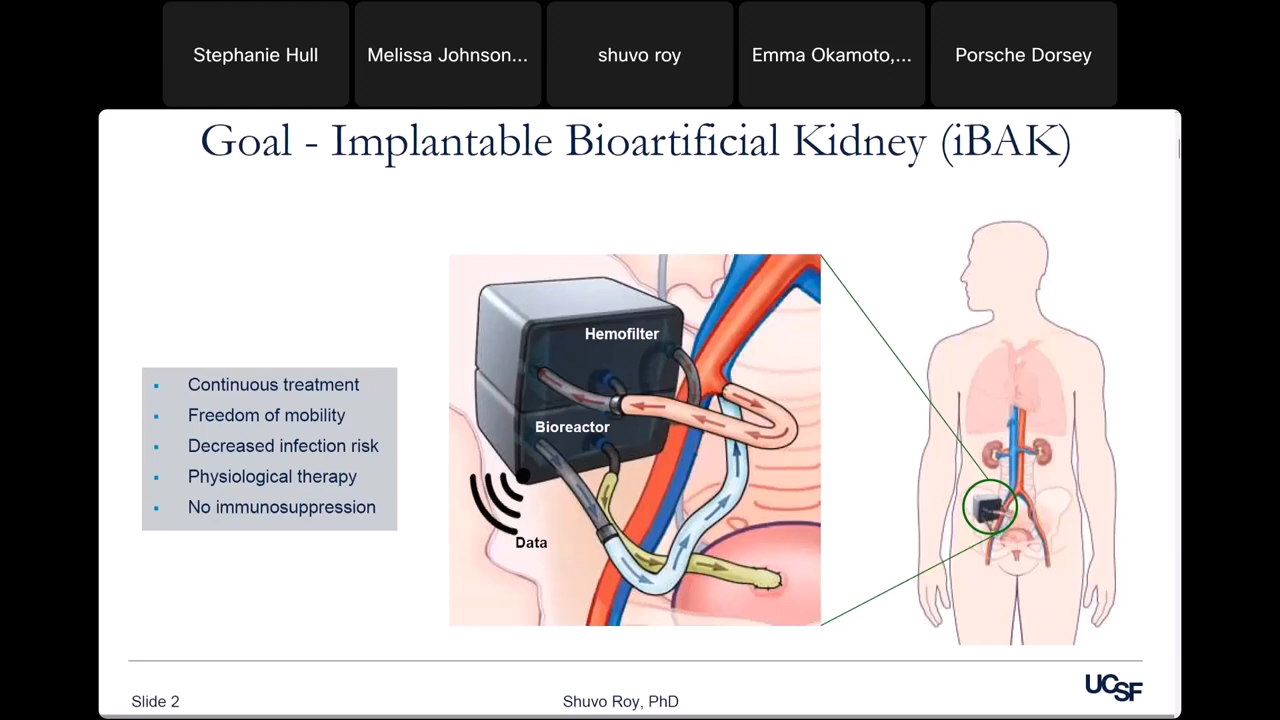 Stephanie Hull
Melissa Johnson...
shuvo roy
Emma Okamoto,...
Porsche Dorsey
Goal - Implantable Bioartificial Kidney (iBAK)
Continuous treatment
Freedom of mobility
Decreased infection risk
Physiological therapy
No immunosuppression
Hemofilter
Bioreactor
Data
Slide 2
Shuvo Roy, PhD
UCSF